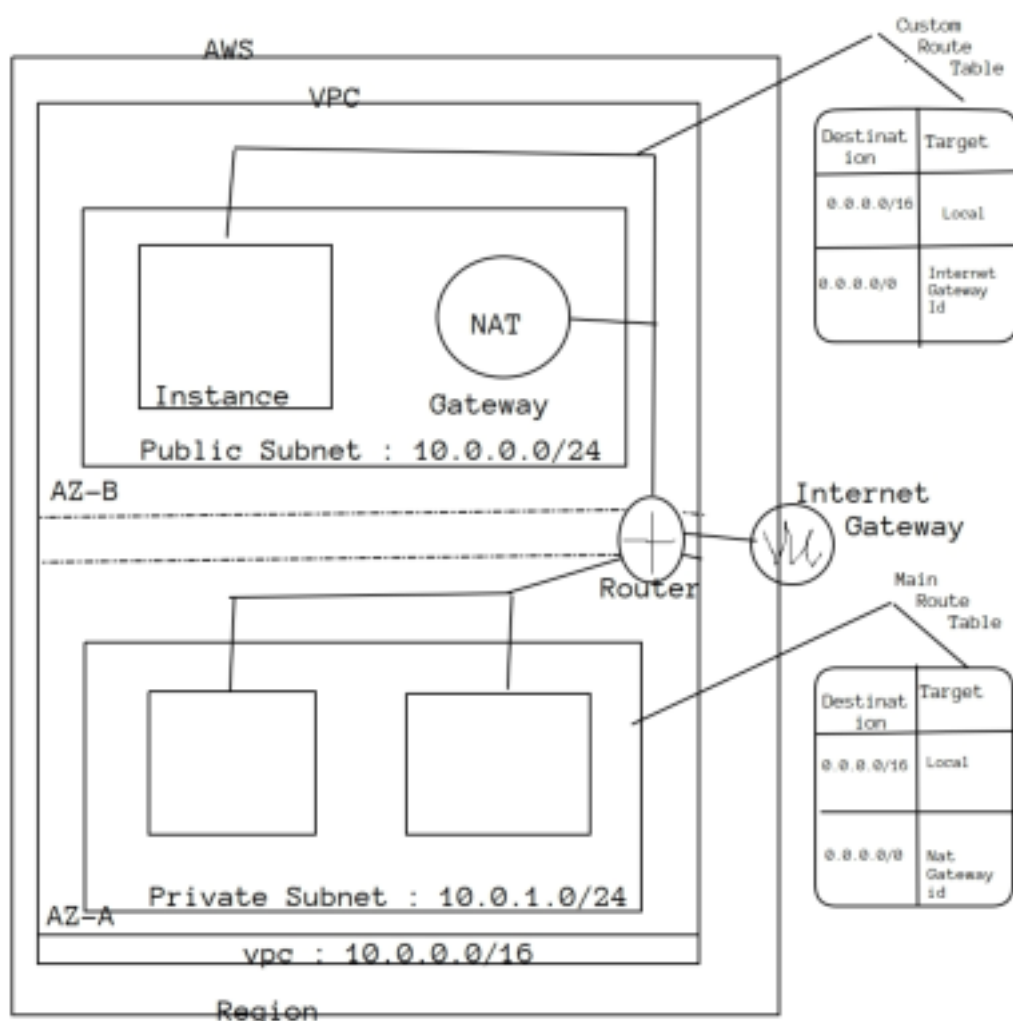 AWS
VPC
Custom
Route
Table
Destinat
ion
Target
0.0.0.0/16
Local
0.0.0.0/0
Internet
Gateway
Id
NAT
Instance
Gateway
Public Subnet : 10.0.0.0/24
AZ-B
Internet
Gateway
Router
Main
Route
Table
Destinat
ion
Target
0.0.0.0/16
Local
0.0.0.0/0
Nat
Gateway
id
Private Subnet : 10.0.1.0/24
AZ-A
vpc : 10.0.0.0/16
Region